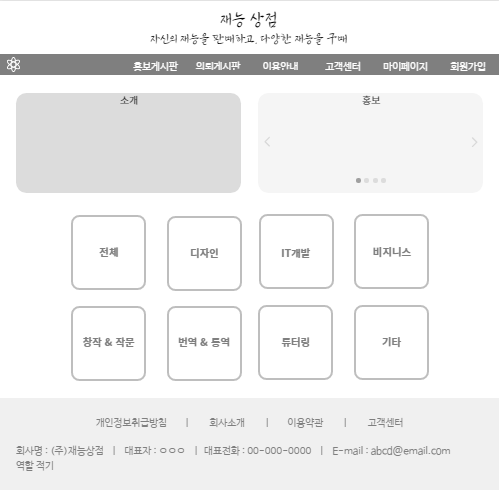 재능 상점
자신의 재능을 판매하고, 다양한 재능을 구매
홍보게시판 의뢰게시판 이용안내 고객센터 마이페이지 회원가입
소개 홍보
전체 디자인 IT개발 비지니스
창작 & 작문 번역 & 통역 튜터링 기타
개인정보취급방침 | 회사소개 | 이용약관 | 고객센터
회사명 : (주)재능상점 | 대표자 : ㅇㅇㅇ | 대표전화 : 00-000-0000 | E-mail : abcd@email.com
역할 적기